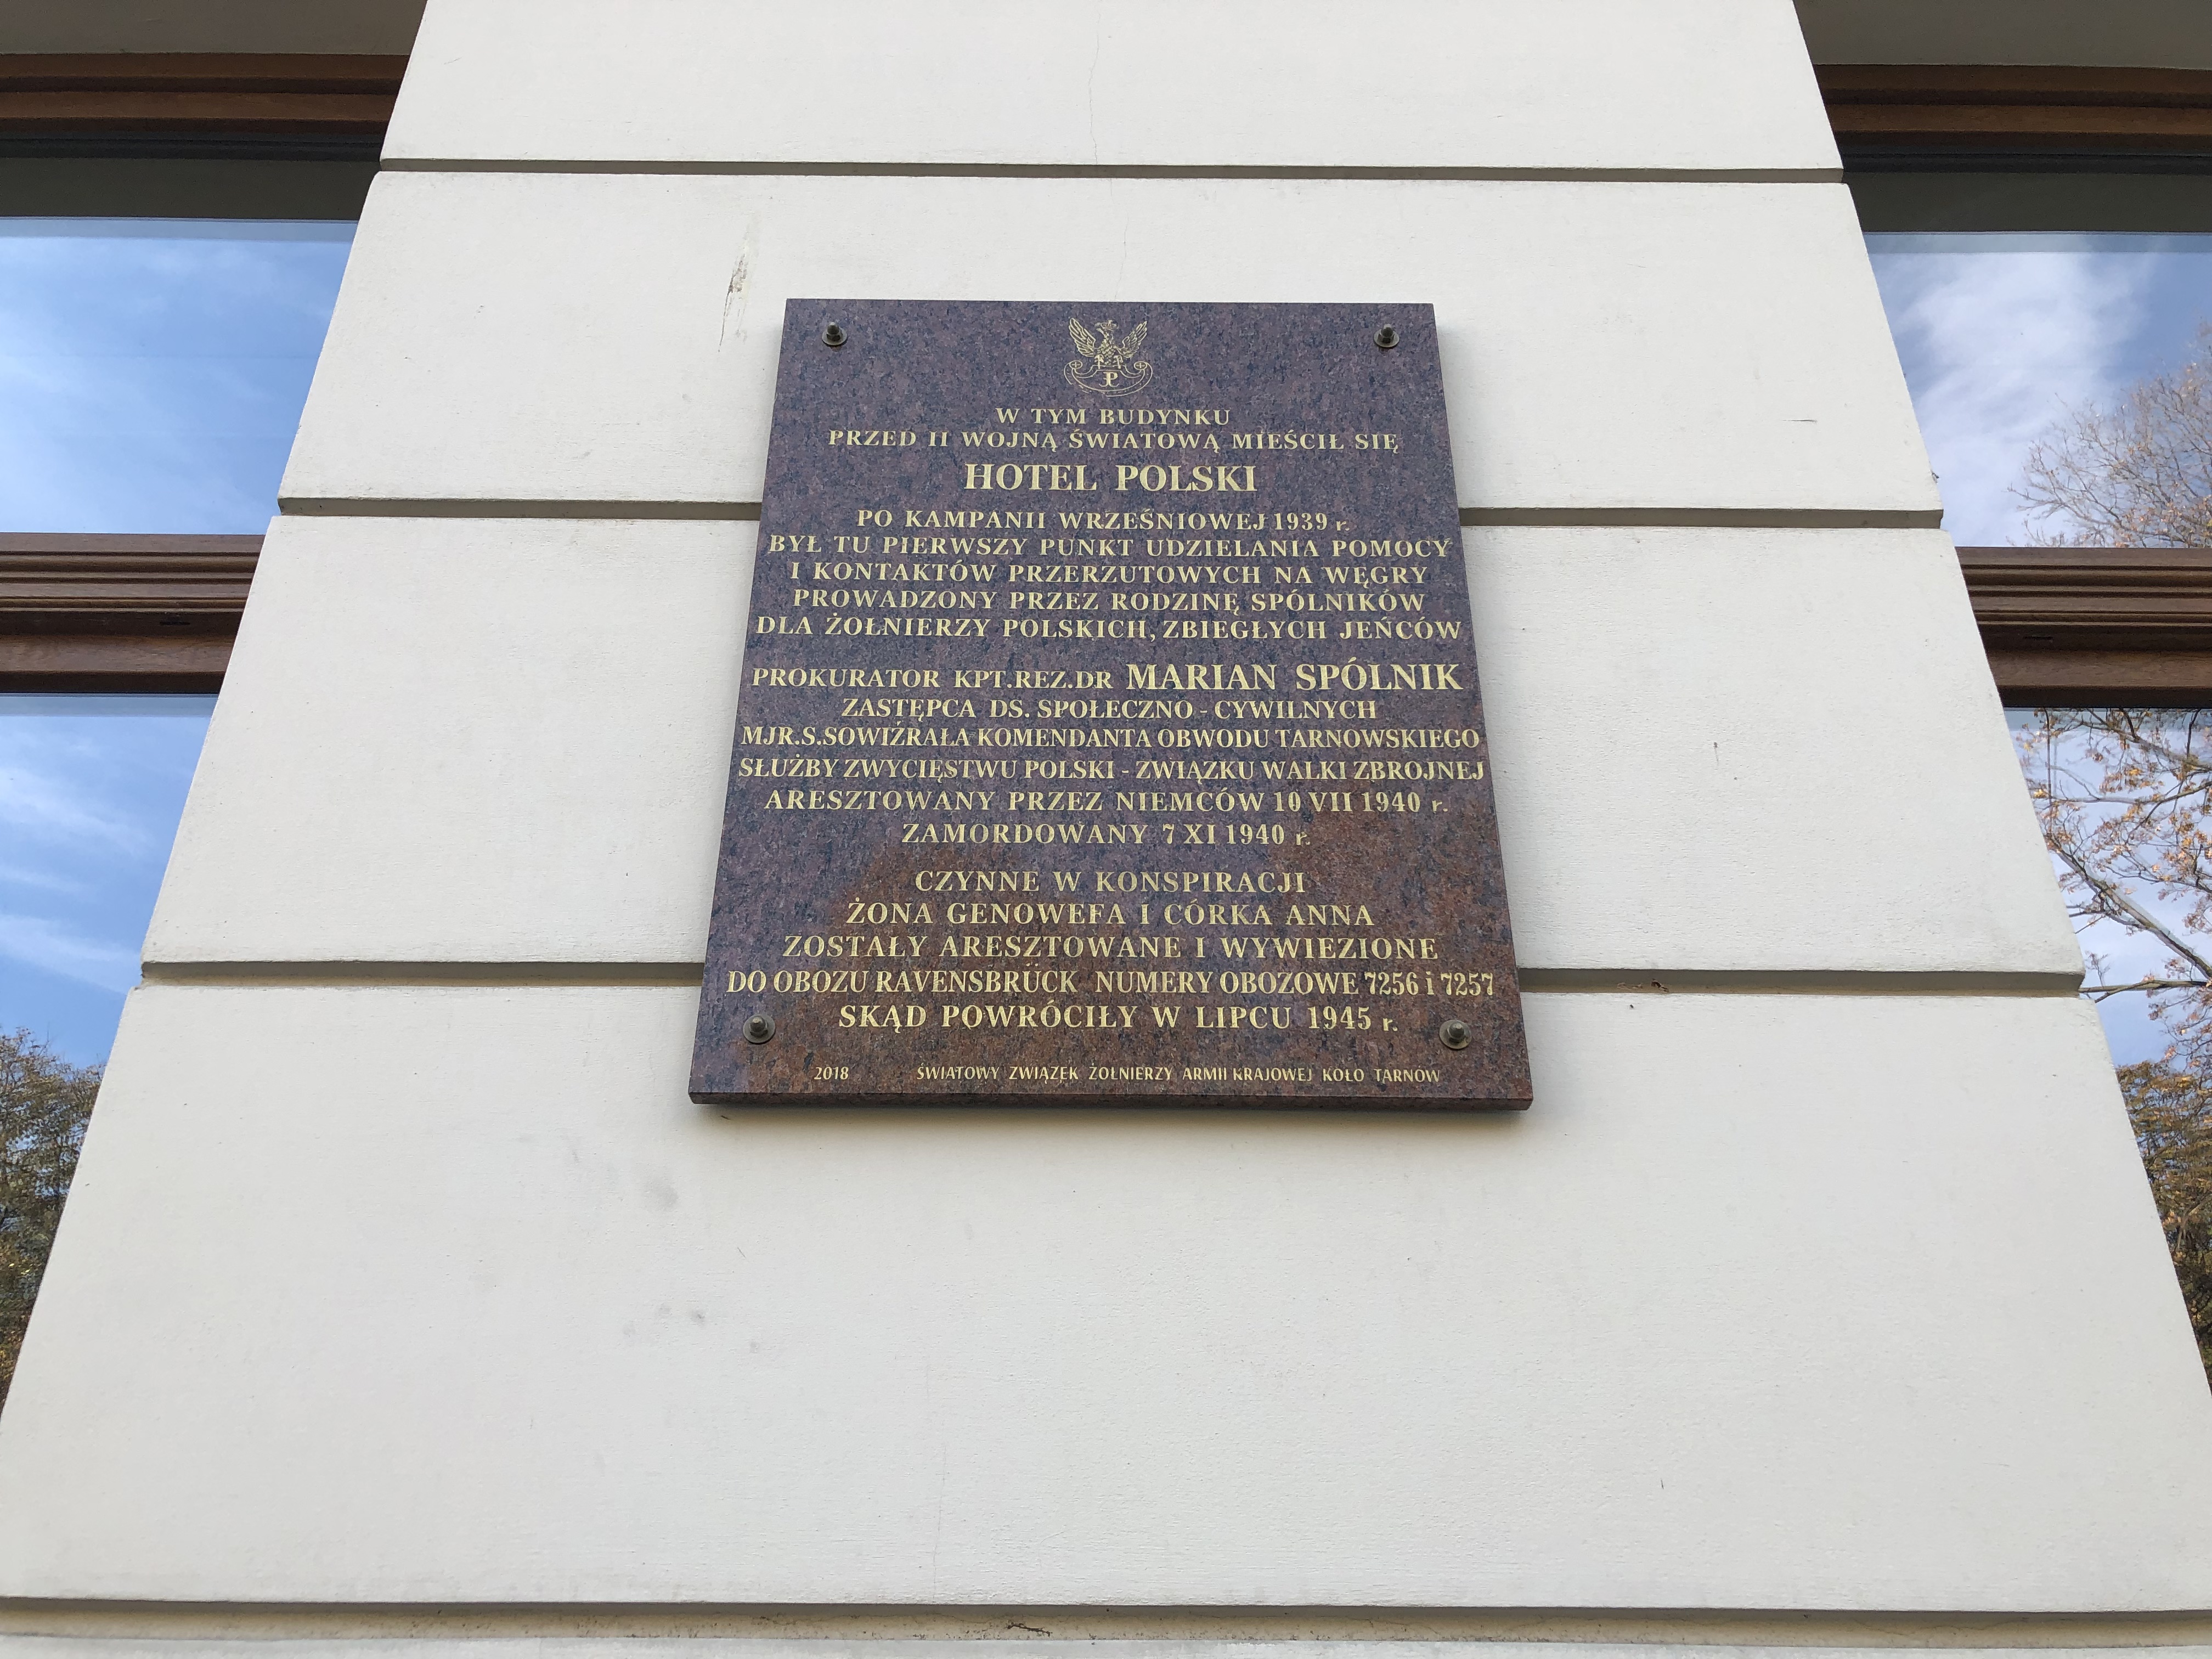 JP
W TYM BUDYNKU
PRZED II WOJNĄ ŚWIATOWĄ MIEŚCIŁ SIĘ
HOTEL POLSKI
PO KAMPANII WRZEŚNIOWEJ 1939 r.
BYŁ TU PIERWSZY PUNKT UDZIELANIA POMOCY
I KONTAKTÓW PRZERZUTOWYCH NA WĘGRY
PROWADZONY PRZEZ RODZINĘ SPÓLNIKÓW
DLA ŻOŁNIERZY POLSKICH, ZBIEGŁYCH JEŃCÓW
PROKURATOR KPT.REZ.DR MARIAN SPÓLNIK
ZASTĘPCA DS. SPOŁECZNO - CYWILNYCH
MJR.S.SOWIŹRAŁA KOMENDANTA OBWODU TARNOWSKIEGO
SŁUŻBY ZWYCIĘSTWU POLSKI - ZWIĄZKU WALKI ZBROJNEJ
ARESZTOWANY PRZEZ NIEMCÓW 10 VII 1940 r.
ZAMORDOWANY 7 XI 1940 r.
CZYNNE W KONSPIRACJI
ŻONA GENOWEFA I CÓRKA ANNA
ZOSTAŁY ARESZTOWANE I WYWIEZIONE
DO OBOZU RAVENSBRÜCK NUMERY OBOZOWE 7256 i 7257
SKĄD POWRÓCIŁY W LIPCU 1945 r.
2018 ŚWIATOWY ZWIĄZEK ŻOŁNIERZY ARMII KRAJOWEJ KOŁO TARNÓW